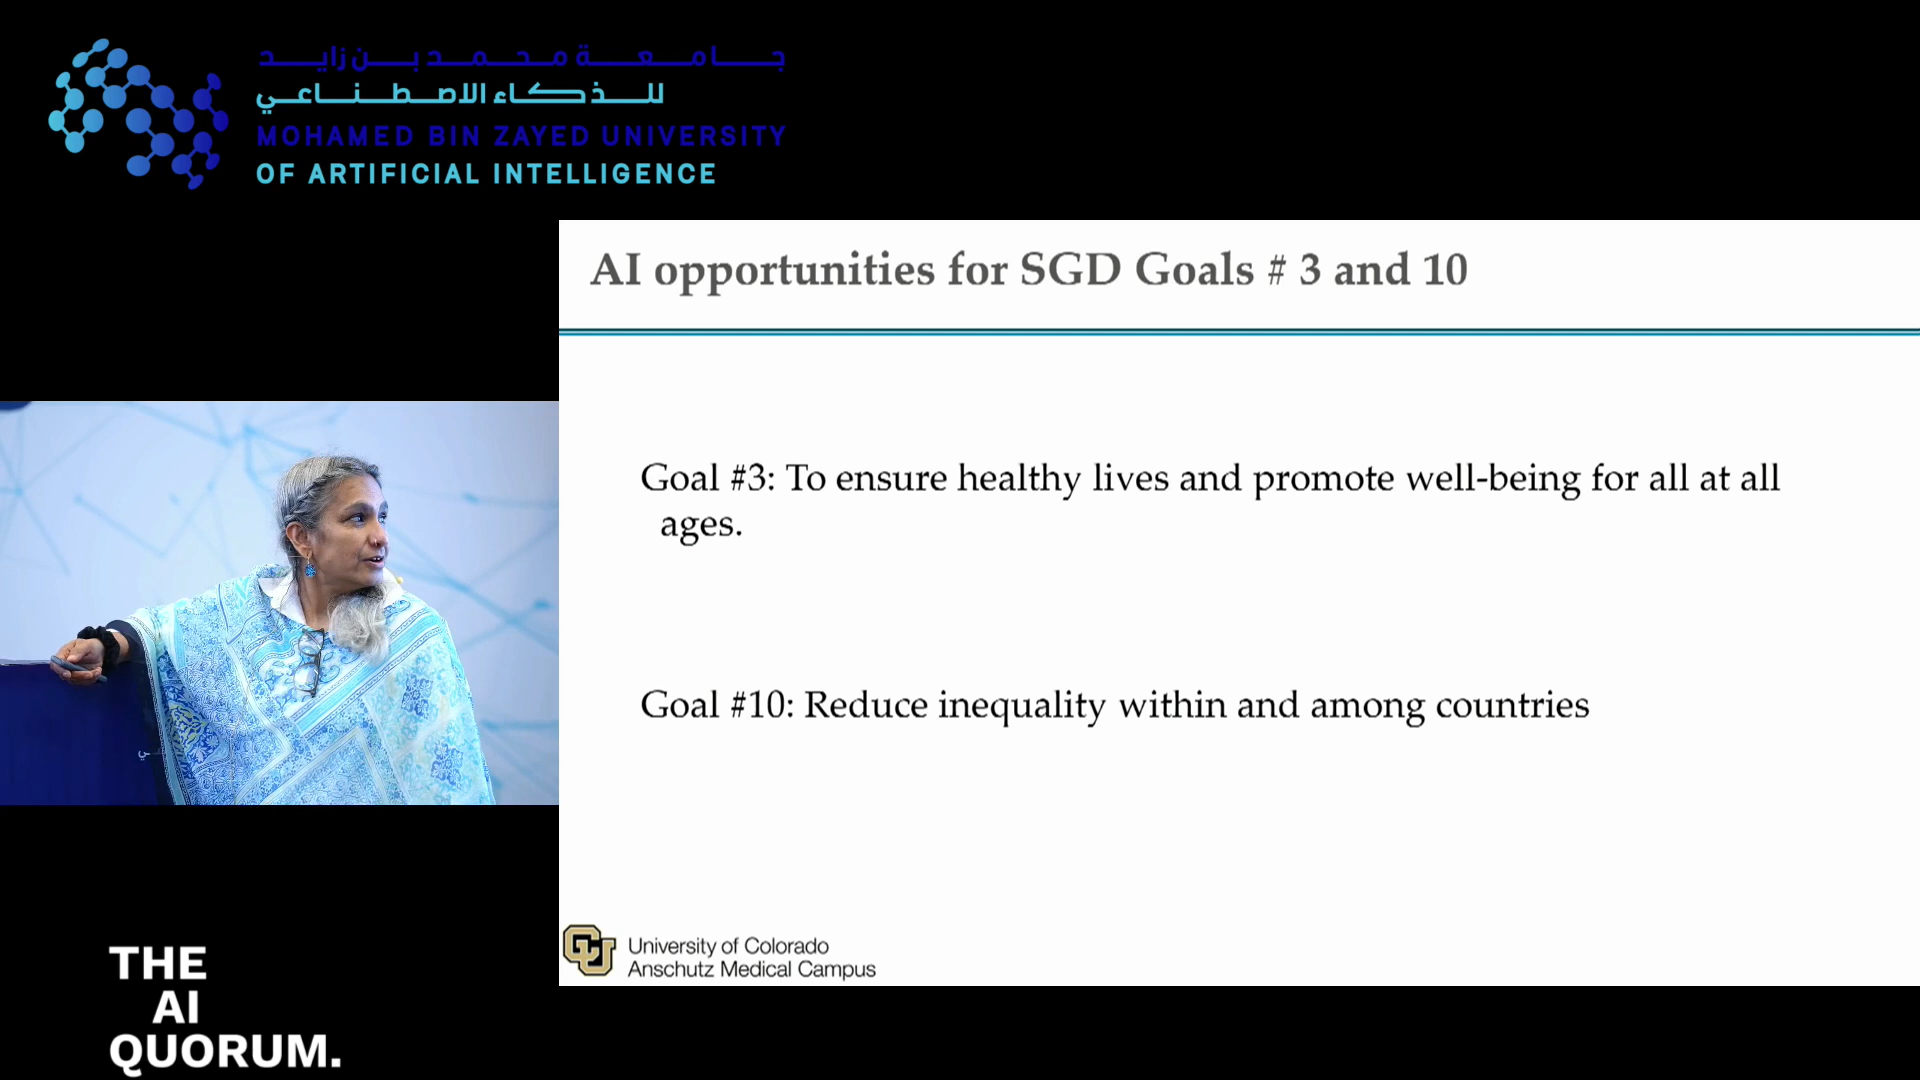 جامعة محمد بن زايد
للذكاء الاصطناعي
MOHAMED BIN ZAYED UNIVERSITY
OF ARTIFICIAL INTELLIGENCE
AI opportunities for SGD Goals # 3 and 10
Goal #3: To ensure healthy lives and promote well-being for all at all
ages.
Goal #10: Reduce inequality within and among countries
CU
University of Colorado
Anschutz Medical Campus
THE
AI
QUORUM.